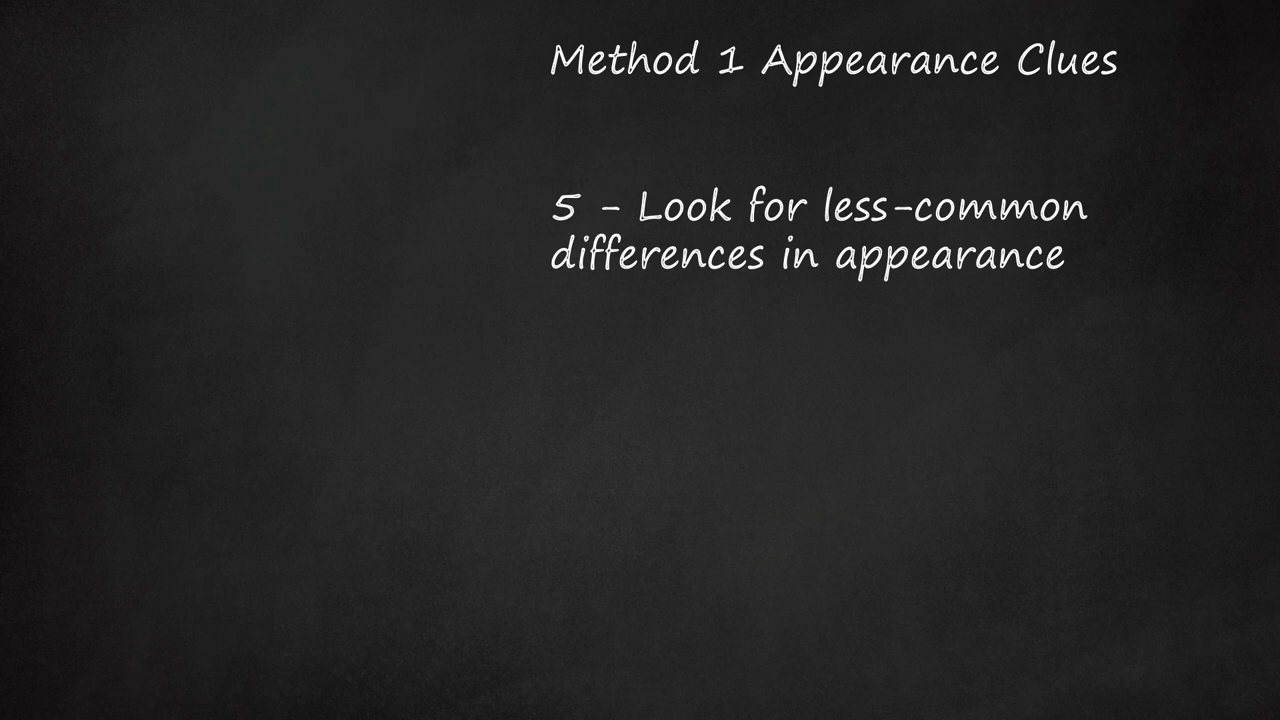 Method 1 Appearance Clues
5 - Look for less-common
differences in appearance